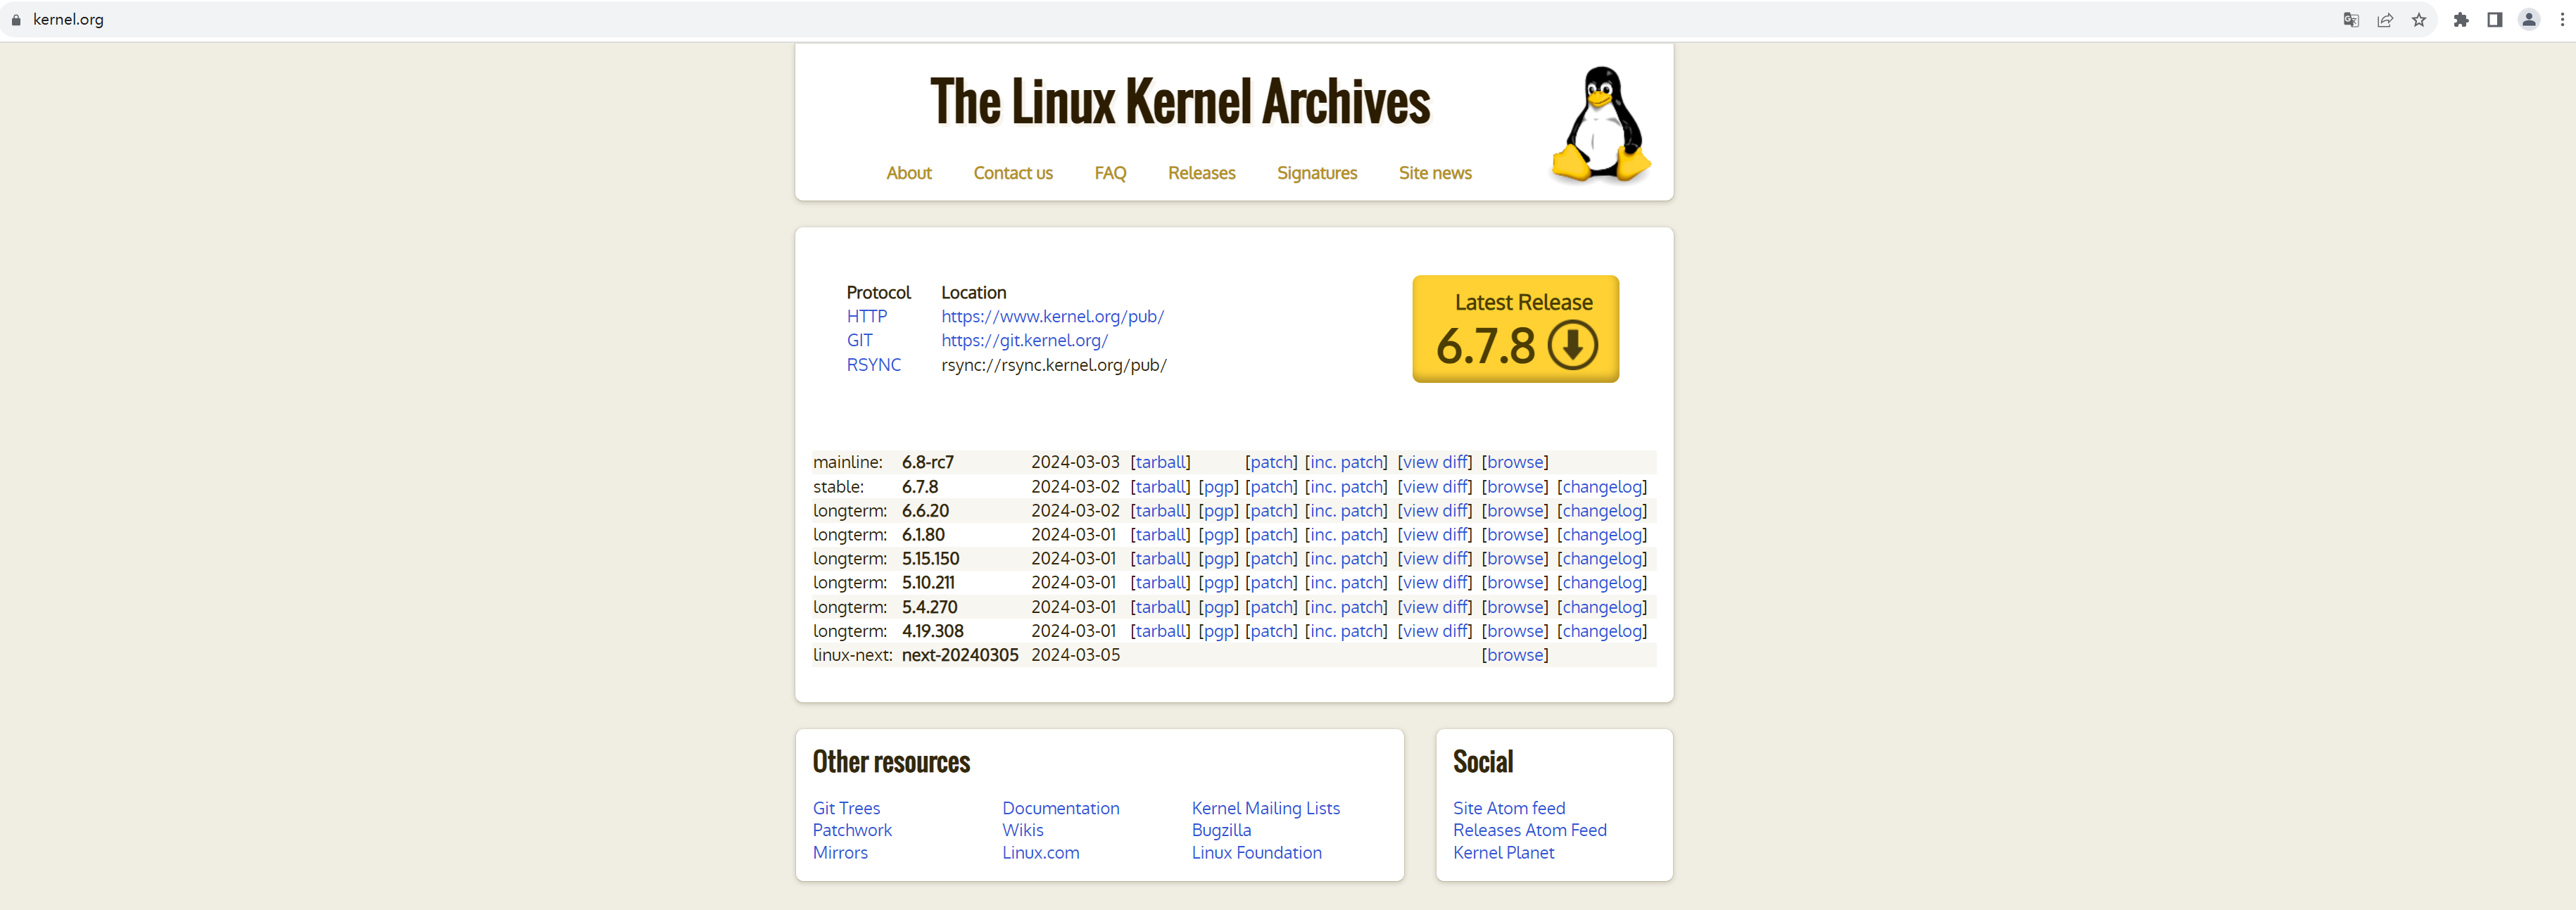 kernel.org
The Linux Kernel Archives
About Contact us FAQ Releases Signatures Site news
Protocol Location
HTTP https://www.kernel.org/pub/
GIT https://git.kernel.org/
RSYNC rsync://rsync.kernel.org/pub/
Latest Release
6.7.8
mainline: 6.8-rc7 2024-03-03 [tarball] [patch] [inc. patch] [view diff] [browse]
stable: 6.7.8 2024-03-02 [tarball] [pgp] [patch] [inc. patch] [view diff] [browse] [changelog]
longterm: 6.6.20 2024-03-02 [tarball] [pgp] [patch] [inc. patch] [view diff] [browse] [changelog]
longterm: 6.1.80 2024-03-01 [tarball] [pgp] [patch] [inc. patch] [view diff] [browse] [changelog]
longterm: 5.15.150 2024-03-01 [tarball] [pgp] [patch] [inc. patch] [view diff] [browse] [changelog]
longterm: 5.10.211 2024-03-01 [tarball] [pgp] [patch] [inc. patch] [view diff] [browse] [changelog]
longterm: 5.4.270 2024-03-01 [tarball] [pgp] [patch] [inc. patch] [view diff] [browse] [changelog]
longterm: 4.19.308 2024-03-01 [tarball] [pgp] [patch] [inc. patch] [view diff] [browse] [changelog]
linux-next: next-20240305 2024-03-05 [browse]
Other resources
Git Trees Documentation Kernel Mailing Lists
Patchwork Wikis Bugzilla
Mirrors Linux.com Linux Foundation
Social
Site Atom feed
Releases Atom Feed
Kernel Planet